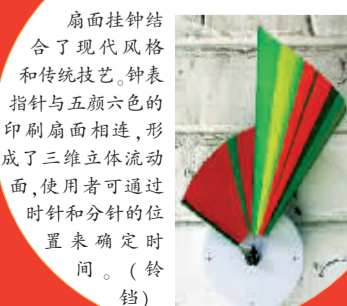 扇面挂钟结
合了现代风格
和传统技艺。钟表
指针与五颜六色的
印刷扇面相连,形
成了三维立体流动
面,使用者可通过
时针和分针的位
置来确定时
间。(铃
铛)